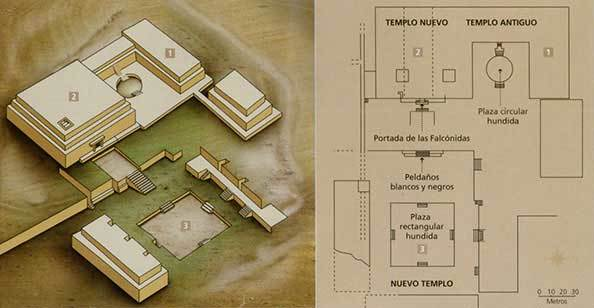 1
2
3
TEMPLO NUEVO TEMPLO ANTIGUO
2
1
Plaza circular
hundida
Portada de las Falcónidas
Peldaños
blancos y negros
Plaza
rectangular
hundida
3
NUEVO TEMPLO
0 10 20 30
Metros